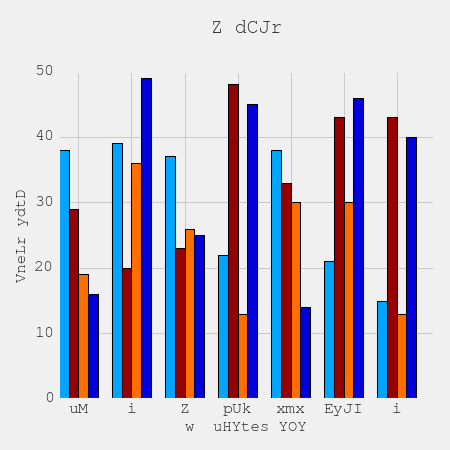 Z dCJr
VneLr ydtD
50
40
30
20
10
0
uM i Z pUk xmx EyJI i
w uHYtes YOY